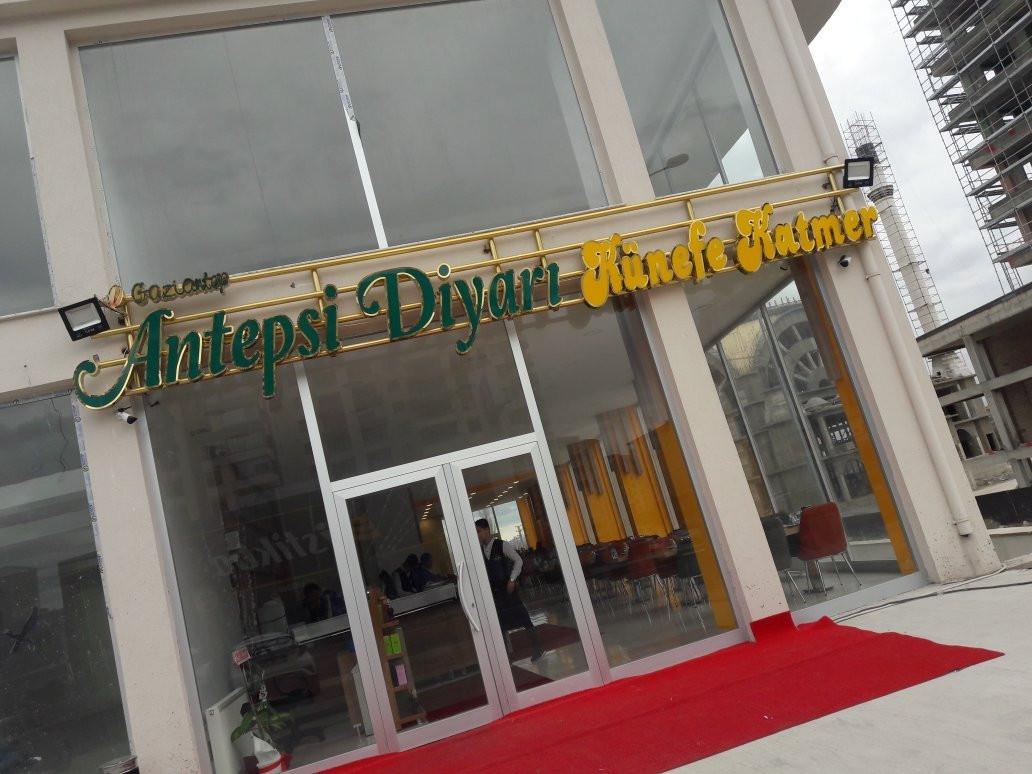 Gaziantep
Antepsi Diyarı Künefe Katmer